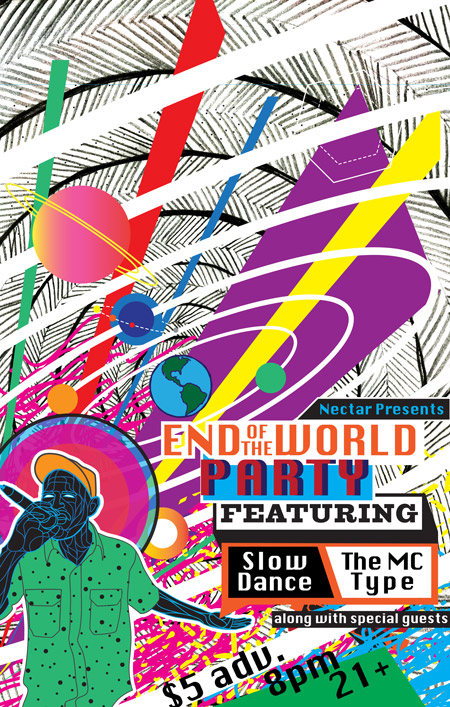 Nectar Presents
END OF THE WORLD
PARTY
FEATURING
Slow Dance
The MC Type
along with special guests
$5 adv.
8pm
21+